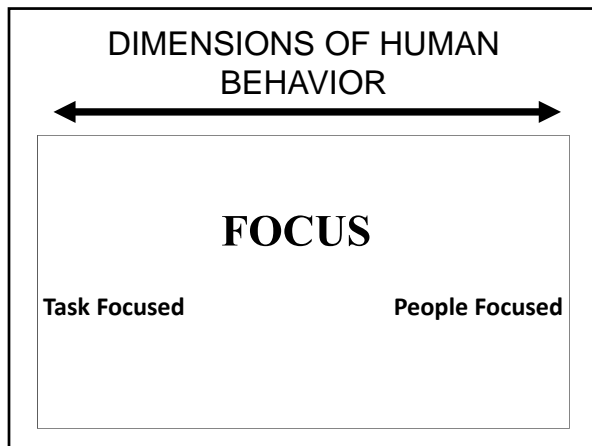 DIMENSIONS OF HUMAN
BEHAVIOR
FOCUS
Task Focused People Focused